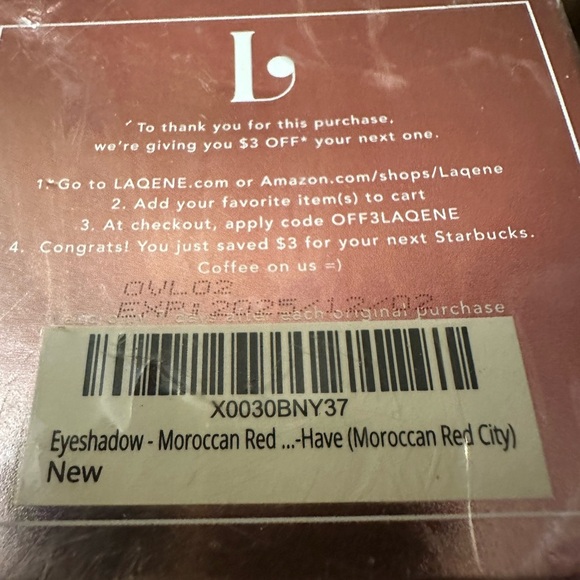 L
* To thank you for this purchase,
we're giving you $3 OFF* your next one.
1. Go to LAQENE.com or Amazon.com/shops/Laqene
2. Add your favorite item(s) to cart
3. At checkout, apply code OFF3LAQENE
4. Congrats! You just saved $3 for your next Starbucks.
Coffee on us =)
OVL02
EXP: 2025/12/02
each original purchase
X0030BNY37
Eyeshadow - Moroccan Red ...-Have (Moroccan Red City)
New